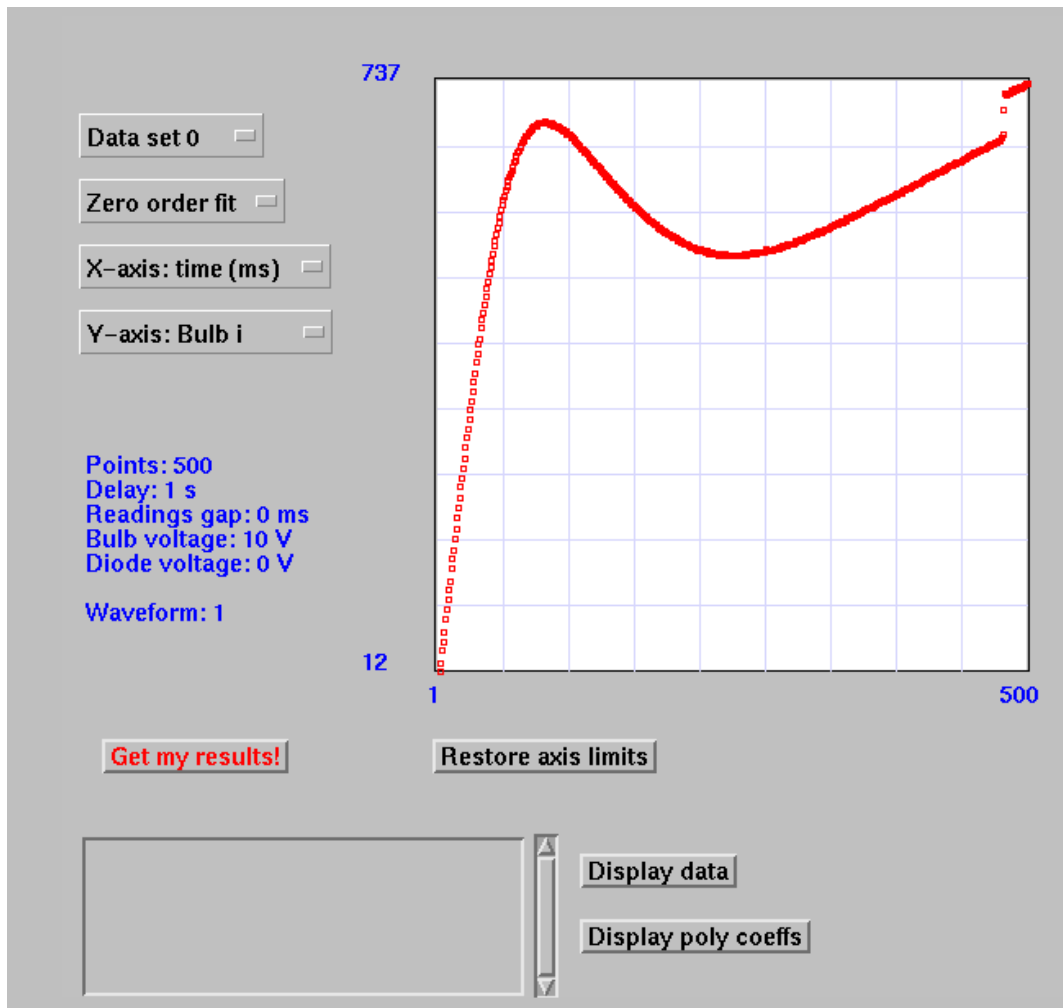 737
Data set 0
Zero order fit
X-axis: time (ms)
Y-axis: Bulb i
Points: 500
Delay: 1 s
Readings gap: 0 ms
Bulb voltage: 10 V
Diode voltage: 0 V
Waveform: 1
12
1
500
Get my results!
Restore axis limits
Display data
Display poly coeffs